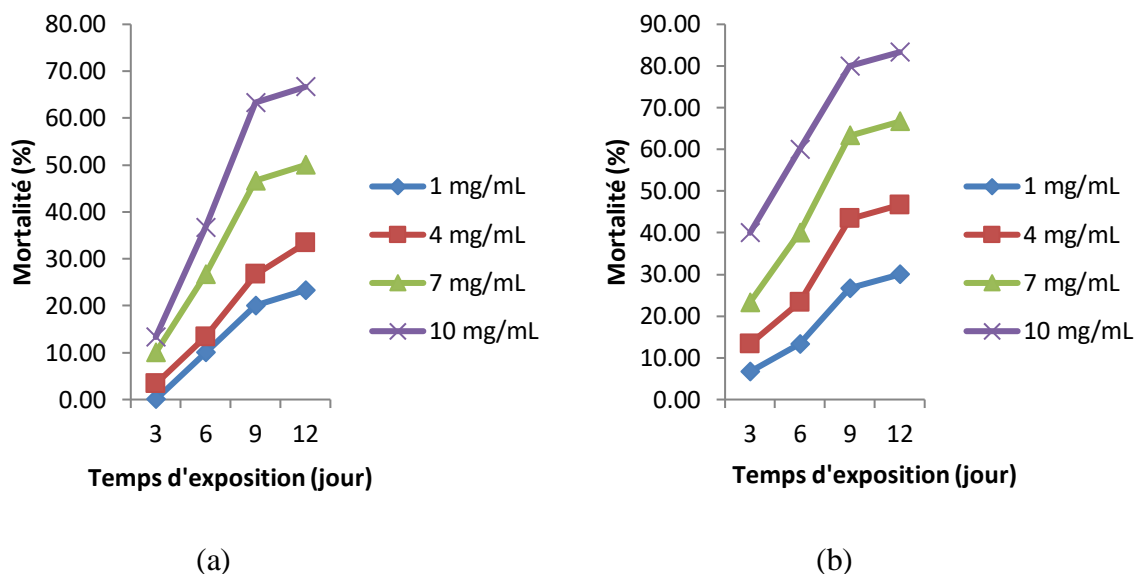 80.00
70.00
60.00
50.00
40.00
30.00
20.00
10.00
0.00
Mortalité (%)
3 6 9 12
Temps d'exposition (jour)
1 mg/mL
4 mg/mL
7 mg/mL
10 mg/mL
(a)
90.00
80.00
70.00
60.00
50.00
40.00
30.00
20.00
10.00
0.00
Mortalité (%)
3 6 9 12
Temps d'exposition (jour)
1 mg/mL
4 mg/mL
7 mg/mL
10 mg/mL
(b)